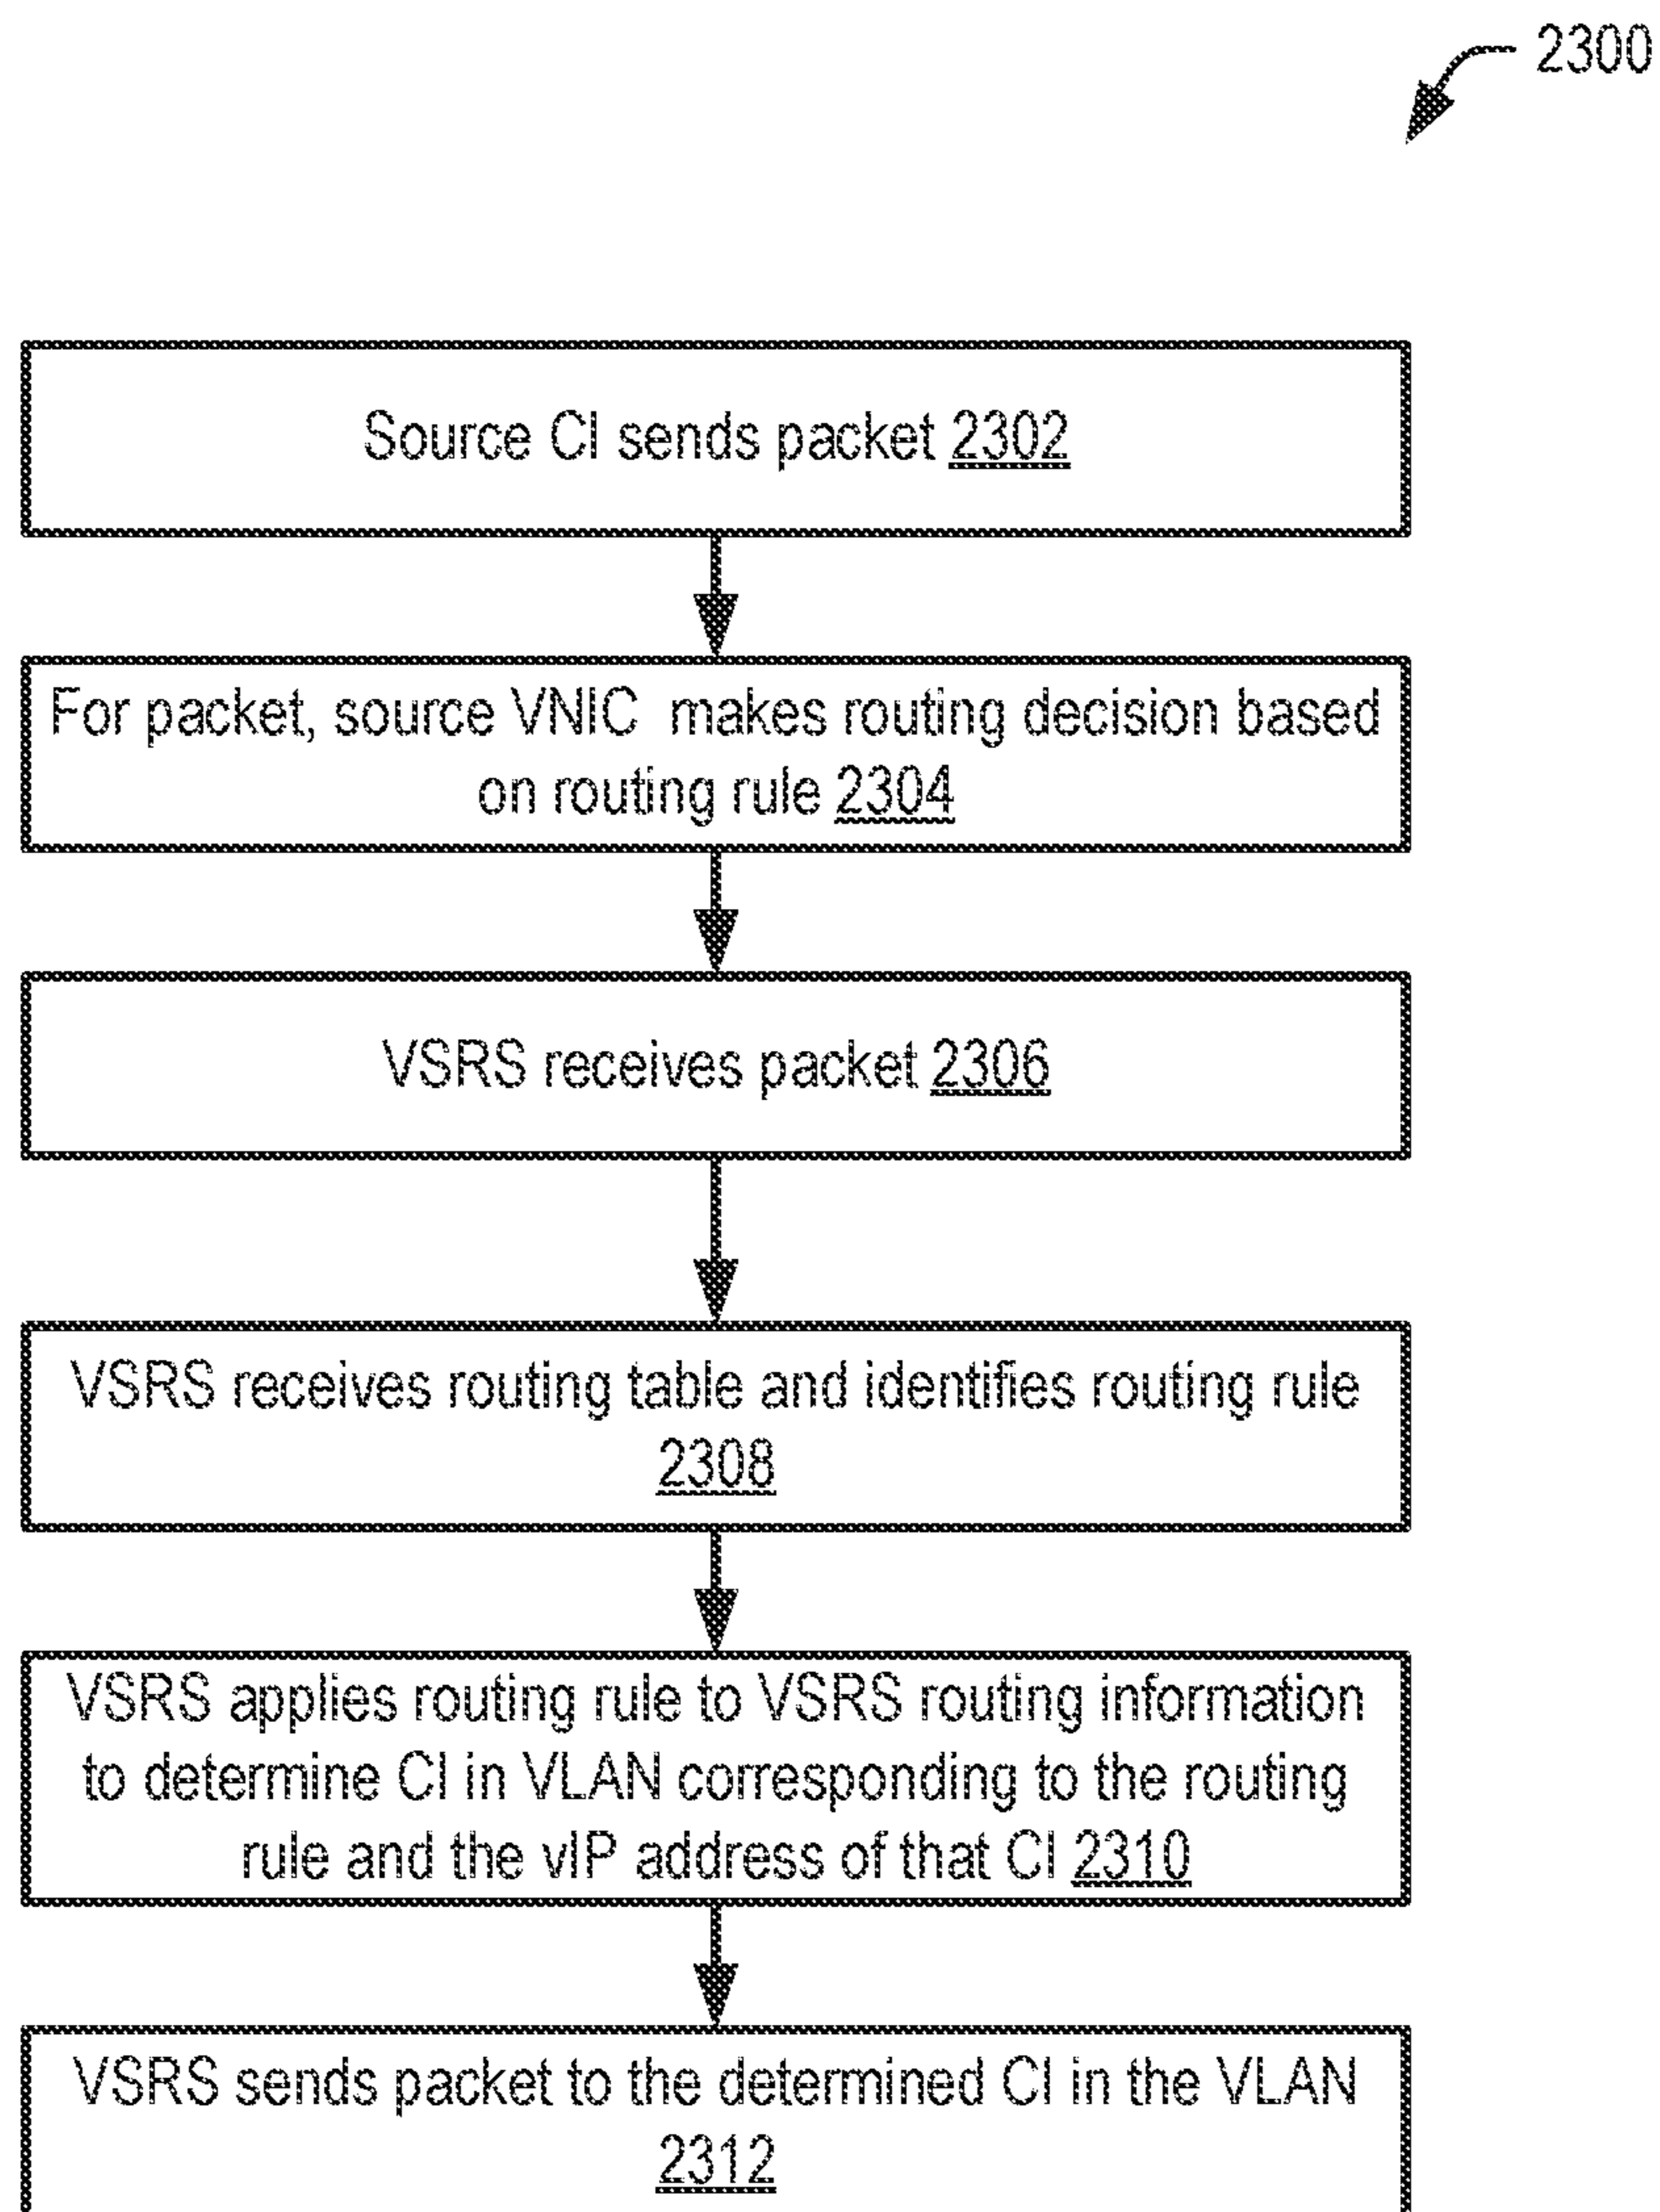 2300
Source CI sends packet 2302
For packet, source VNIC makes routing decision based
on routing rule 2304
VSRS receives packet 2306
VSRS receives routing table and identifies routing rule
2308
VSRS applies routing rule to VSRS routing information
to determine CI in VLAN corresponding to the routing
rule and the vIP address of that CI 2310
VSRS sends packet to the determined CI in the VLAN
2312